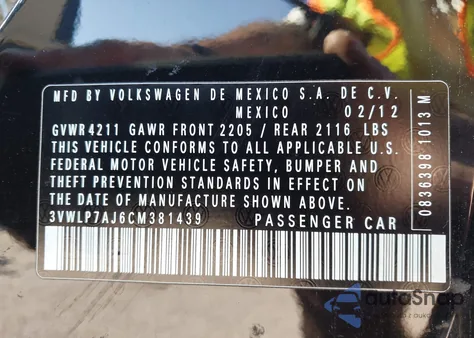 MFD BY VOLKSWAGEN DE MEXICO S.A. DE C.V.
MEXICO 02/12
GVWR 4211 GAWR FRONT 2205 / REAR 2116 LBS
THIS VEHICLE CONFORMS TO ALL APPLICABLE U.S.
FEDERAL MOTOR VEHICLE SAFETY, BUMPER AND
THEFT PREVENTION STANDARDS IN EFFECT ON
THE DATE OF MANUFACTURE SHOWN ABOVE.
3VWLP7AJ6CM381439 PASSENGER CAR
0836398 1013 M
autoSnap